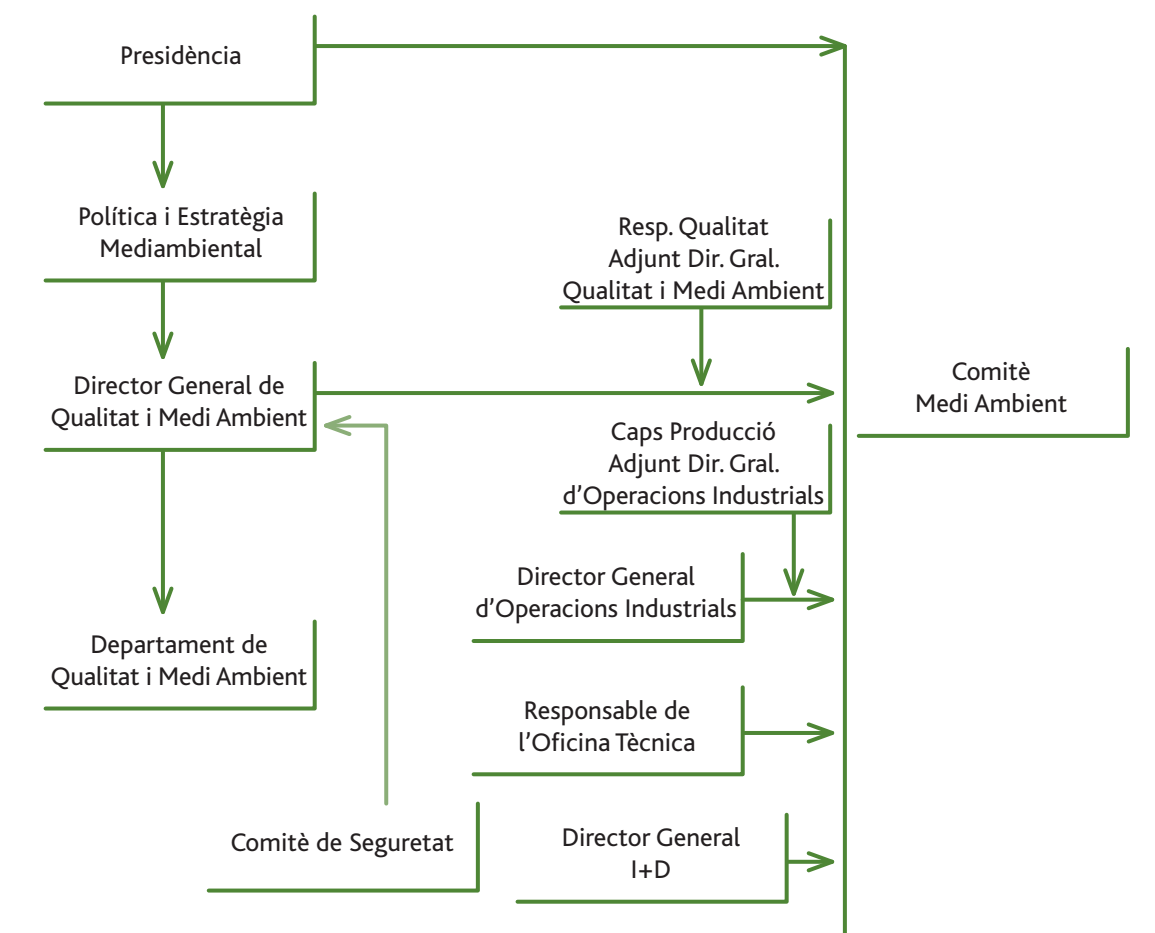 Presidència
Política i Estratègia
Mediambiental
Resp. Qualitat
Adjunt Dir. Gral.
Qualitat i Medi Ambient
Director General de
Qualitat i Medi Ambient
Comitè
Medi Ambient
Caps Producció
Adjunt Dir. Gral.
d'Operacions Industrials
Director General
d'Operacions Industrials
Departament de
Qualitat i Medi Ambient
Responsable de
l'Oficina Tècnica
Comitè de Seguretat
Director General
I+D